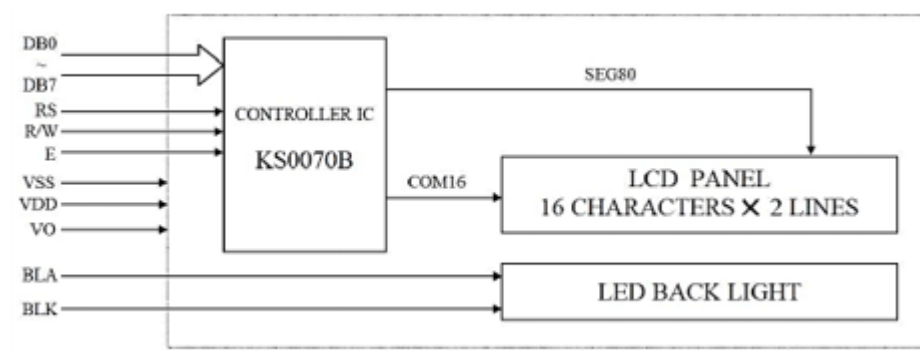 DB0
~
DB7
RS
R/W
E
VSS
VDD
VO
BLA
BLK
CONTROLLER IC
KS0070B
SEG80
COM16
LCD PANEL
16 CHARACTERS × 2 LINES
LED BACK LIGHT